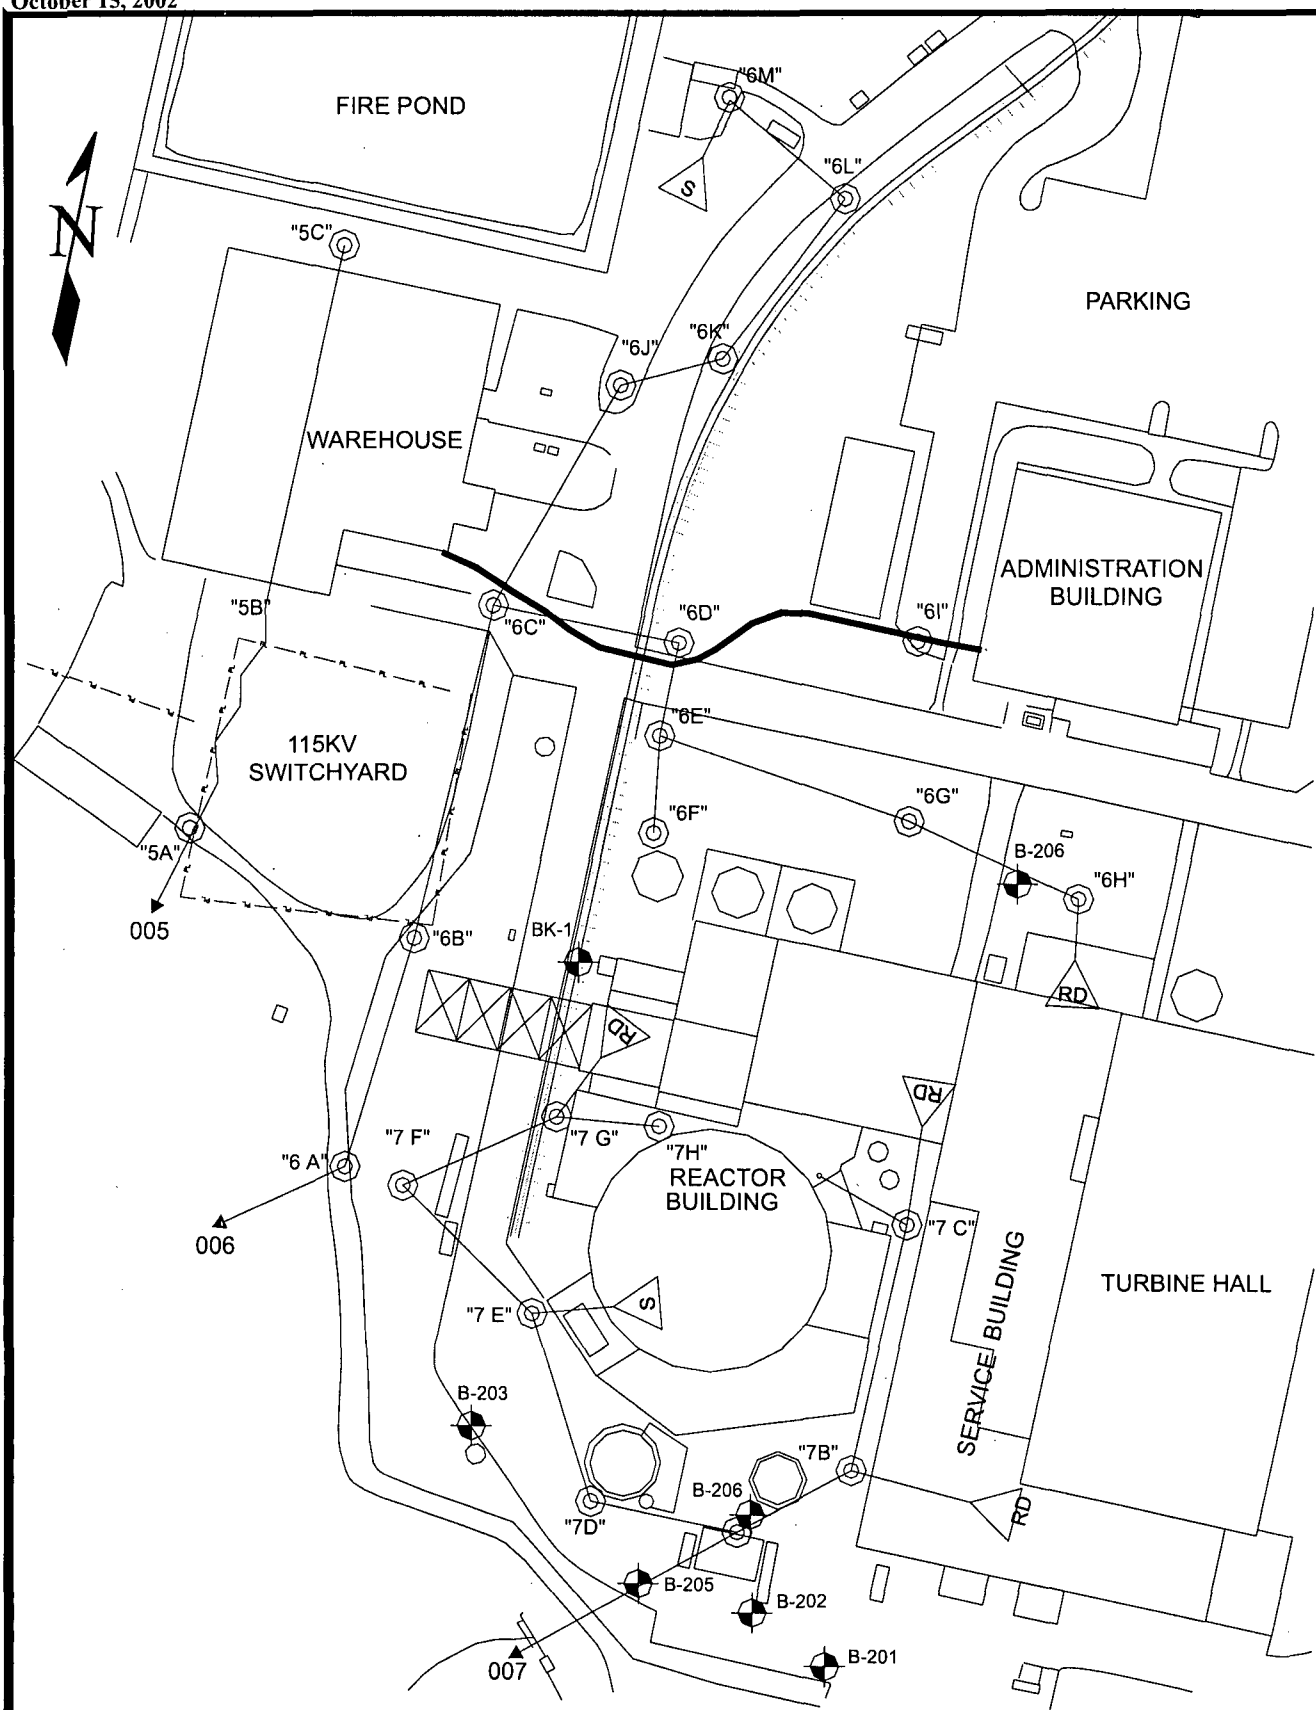 October 15, 2002
"6M"
FIRE POND
"6L"
S
N
"5C"
PARKING
"6K"
"6J"
WAREHOUSE
ADMINISTRATION
BUILDING
"5B"
"6C"
"6D"
"6I"
"6E"
115KV
SWITCHYARD
"6G"
"6F"
"5A"
B-206
"6H"
005
"6B"
BK-1
RD
RD
RD
"7 F"
"7 G"
"7H"
"6 A"
REACTOR
BUILDING
"7 C"
006
SERVICE BUILDING
TURBINE HALL
S
"7 E"
B-203
"7B"
B-206
RD
"7D"
B-205
B-202
B-201
007